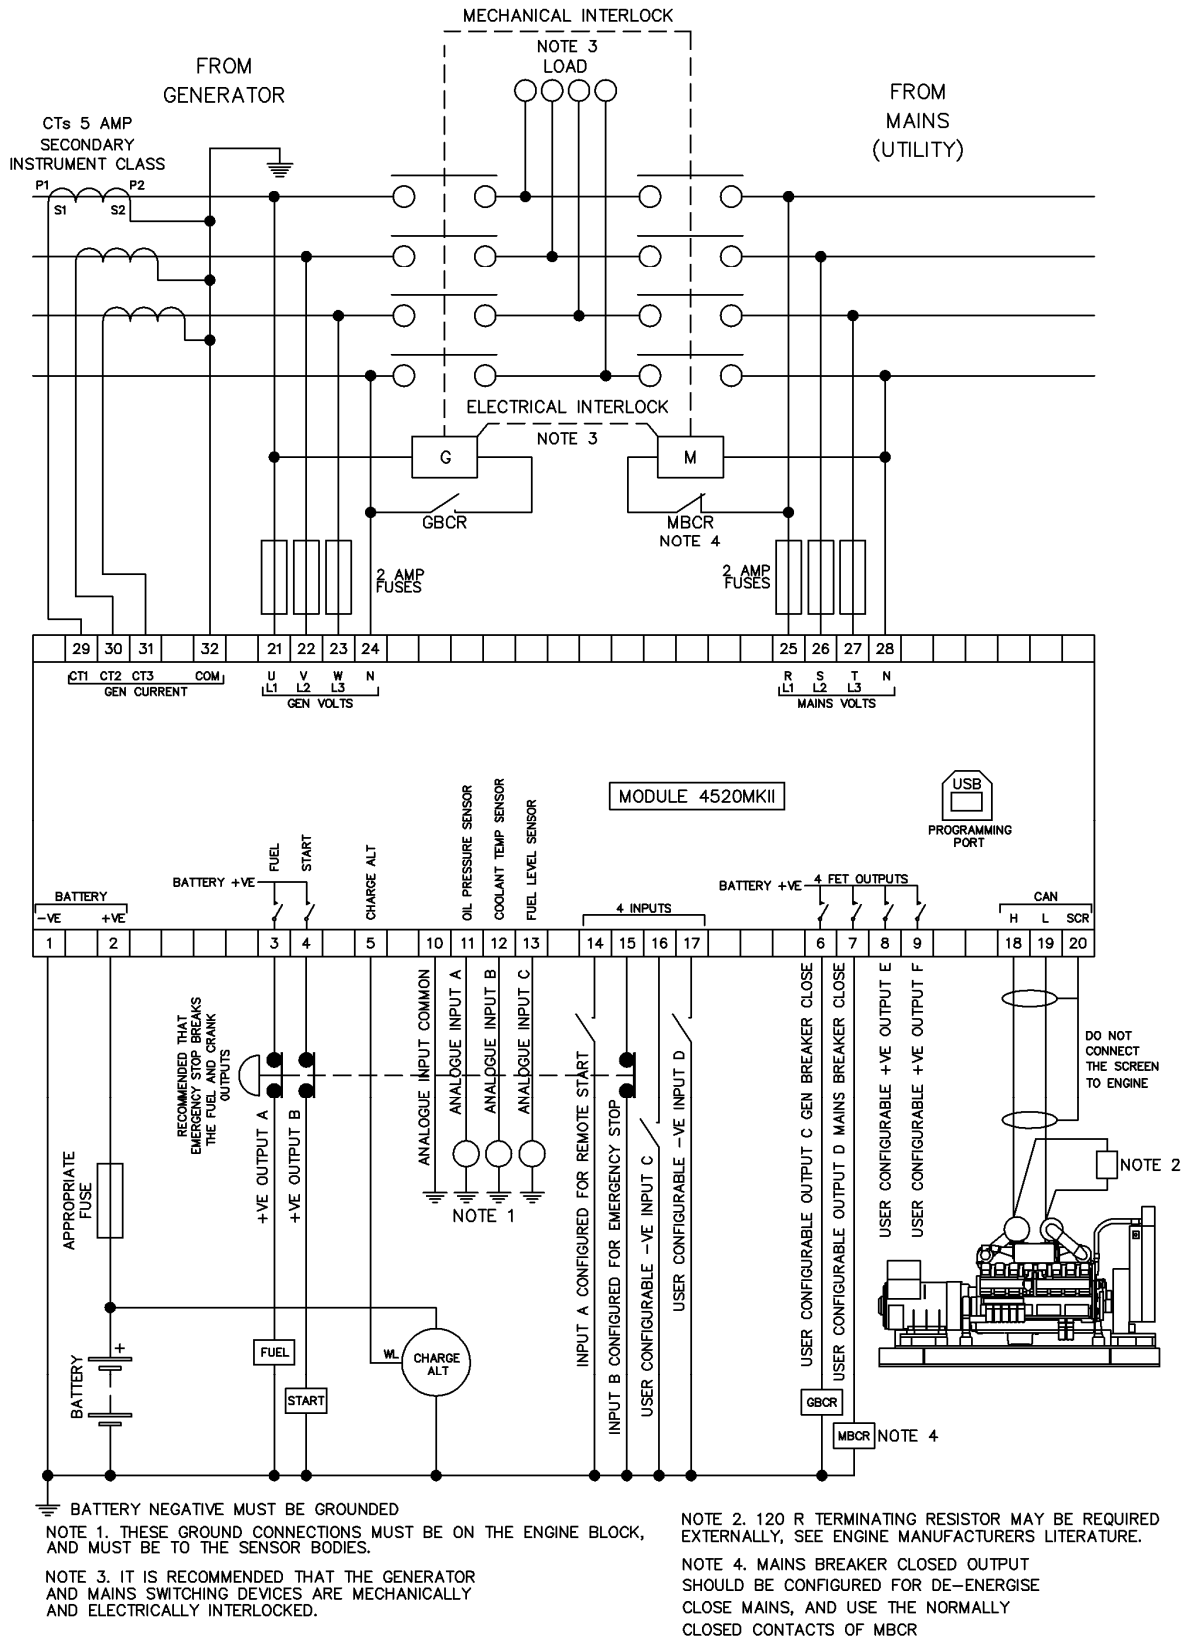 MECHANICAL INTERLOCK
NOTE 3
LOAD
FROM
GENERATOR
FROM
MAINS
(UTILITY)
CTs 5 AMP
SECONDARY
INSTRUMENT CLASS
P1
P2
S1
S2
ELECTRICAL INTERLOCK
NOTE 3
G
M
GBCR
MBCR
NOTE 4
2 AMP
FUSES
2 AMP
FUSES
29 30 31 32 21 22 23 24 25 26 27 28
CT1 CT2 CT3 COM
GEN CURRENT
U V W N
L1 L2 L3
GEN VOLTS
R S T N
L1 L2 L3
MAINS VOLTS
MODULE 4520MKII
USB
PROGRAMMING
PORT
BATTERY
-VE +VE
BATTERY +VE
FUEL
START
CHARGE ALT
OIL PRESSURE SENSOR
COOLANT TEMP SENSOR
FUEL LEVEL SENSOR
4 INPUTS
BATTERY +VE
4 FET OUTPUTS
CAN
H L SCR
1 2 3 4 5 10 11 12 13 14 15 16 17 6 7 8 9 18 19 20
RECOMMENDED THAT
EMERGENCY STOP BREAKS
THE FUEL AND CRANK
OUTPUTS
+VE OUTPUT A
+VE OUTPUT B
ANALOGUE INPUT COMMON
ANALOGUE INPUT A
ANALOGUE INPUT B
ANALOGUE INPUT C
NOTE 1
INPUT A CONFIGURED FOR REMOTE START
INPUT B CONFIGURED FOR EMERGENCY STOP
USER CONFIGURABLE -VE INPUT C
USER CONFIGURABLE -VE INPUT D
USER CONFIGURABLE OUTPUT C GEN BREAKER CLOSE
USER CONFIGURABLE OUTPUT D MAINS BREAKER CLOSE
USER CONFIGURABLE +VE OUTPUT E
USER CONFIGURABLE +VE OUTPUT F
DO NOT
CONNECT
THE SCREEN
TO ENGINE
NOTE 2
APPROPRIATE
FUSE
BATTERY
+
FUEL
START
WL
CHARGE
ALT
GBCR
MBCR
NOTE 4
BATTERY NEGATIVE MUST BE GROUNDED
NOTE 1. THESE GROUND CONNECTIONS MUST BE ON THE ENGINE BLOCK,
AND MUST BE TO THE SENSOR BODIES.
NOTE 3. IT IS RECOMMENDED THAT THE GENERATOR
AND MAINS SWITCHING DEVICES ARE MECHANICALLY
AND ELECTRICALLY INTERLOCKED.
NOTE 2. 120 R TERMINATING RESISTOR MAY BE REQUIRED
EXTERNALLY, SEE ENGINE MANUFACTURERS LITERATURE.
NOTE 4. MAINS BREAKER CLOSED OUTPUT
SHOULD BE CONFIGURED FOR DE-ENERGISE
CLOSE MAINS, AND USE THE NORMALLY
CLOSED CONTACTS OF MBCR